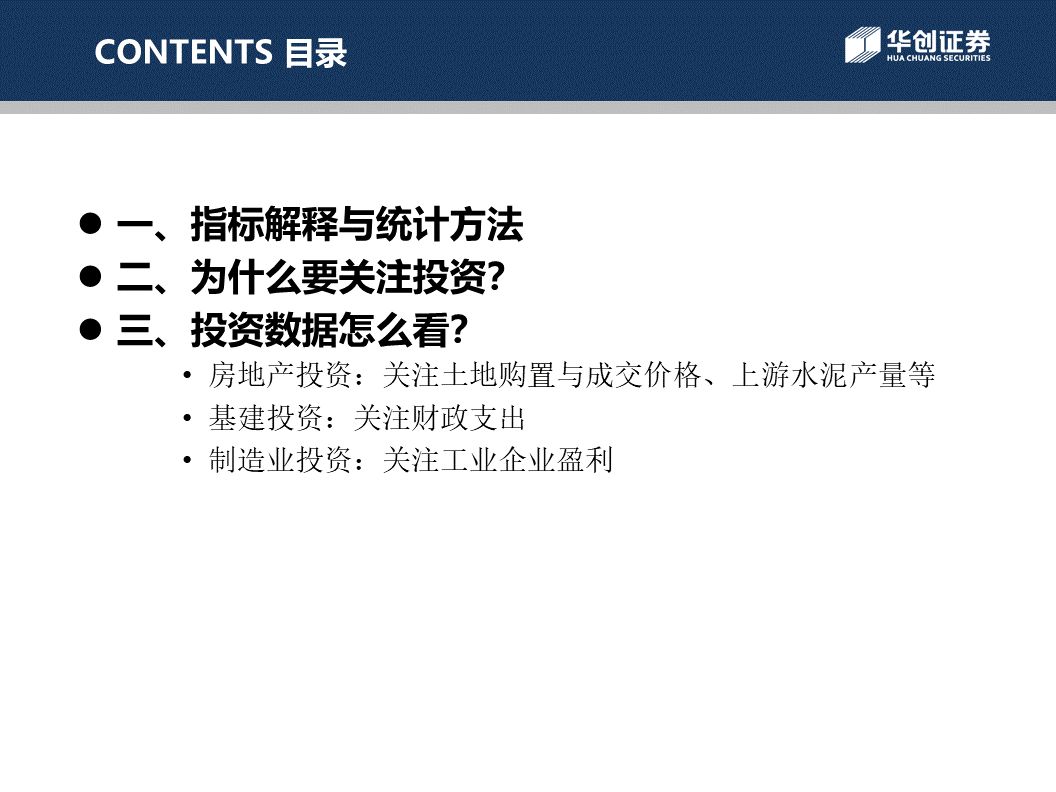 CONTENTS 目录
华创证券
HUA CHUANG SECURITIES
● 一、指标解释与统计方法
● 二、为什么要关注投资？
● 三、投资数据怎么看？
• 房地产投资：关注土地购置与成交价格、上游水泥产量等
• 基建投资：关注财政支出
• 制造业投资：关注工业企业盈利